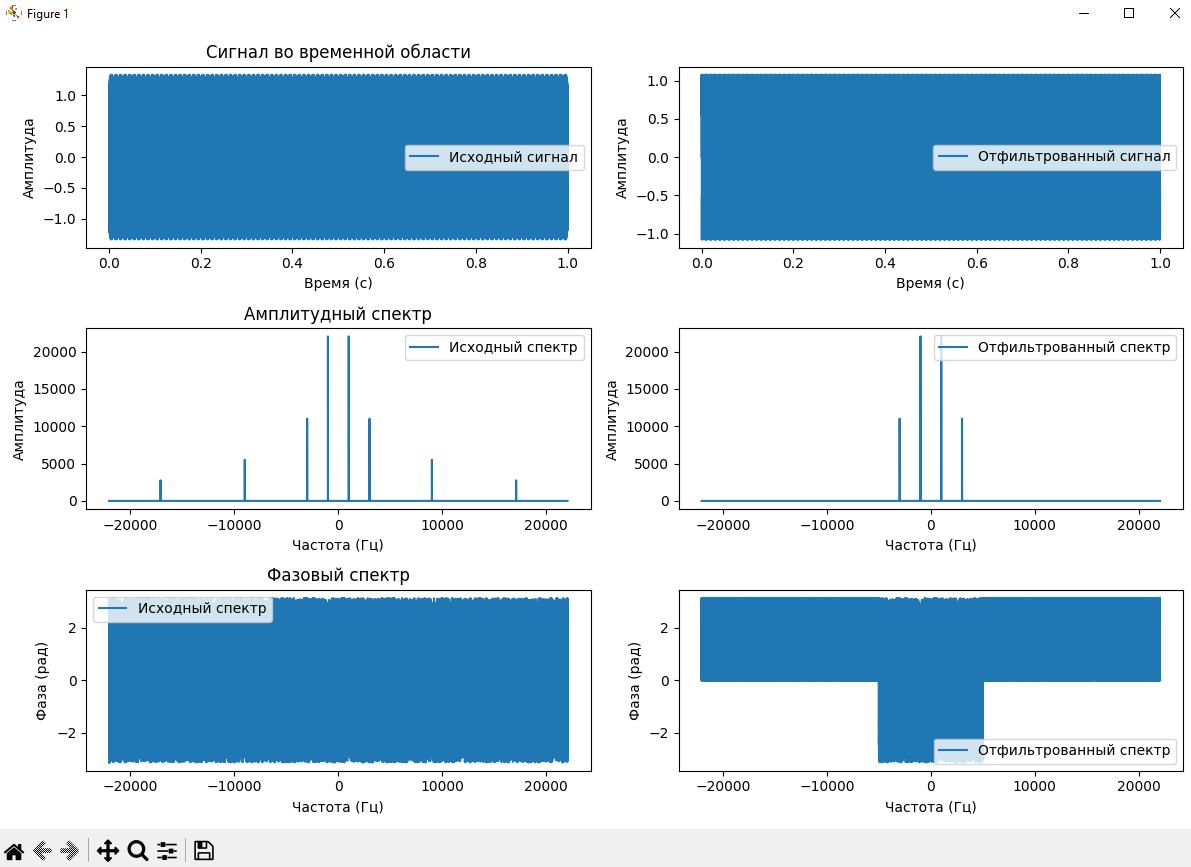 Figure 1
Сигнал во временной области
1.0
0.5
0.0
−0.5
−1.0
Амплитуда
Исходный сигнал
0.0 0.2 0.4 0.6 0.8 1.0
Время (с)
1.0
0.5
0.0
−0.5
−1.0
Амплитуда
Отфильтрованный сигнал
0.0 0.2 0.4 0.6 0.8 1.0
Время (с)
Амплитудный спектр
20000
15000
10000
5000
0
Амплитуда
Исходный спектр
−20000 −10000 0 10000 20000
Частота (Гц)
20000
15000
10000
5000
0
Амплитуда
Отфильтрованный спектр
−20000 −10000 0 10000 20000
Частота (Гц)
Фазовый спектр
2
0
−2
Фаза (рад)
Исходный спектр
−20000 −10000 0 10000 20000
Частота (Гц)
2
0
−2
Фаза (рад)
Отфильтрованный спектр
−20000 −10000 0 10000 20000
Частота (Гц)